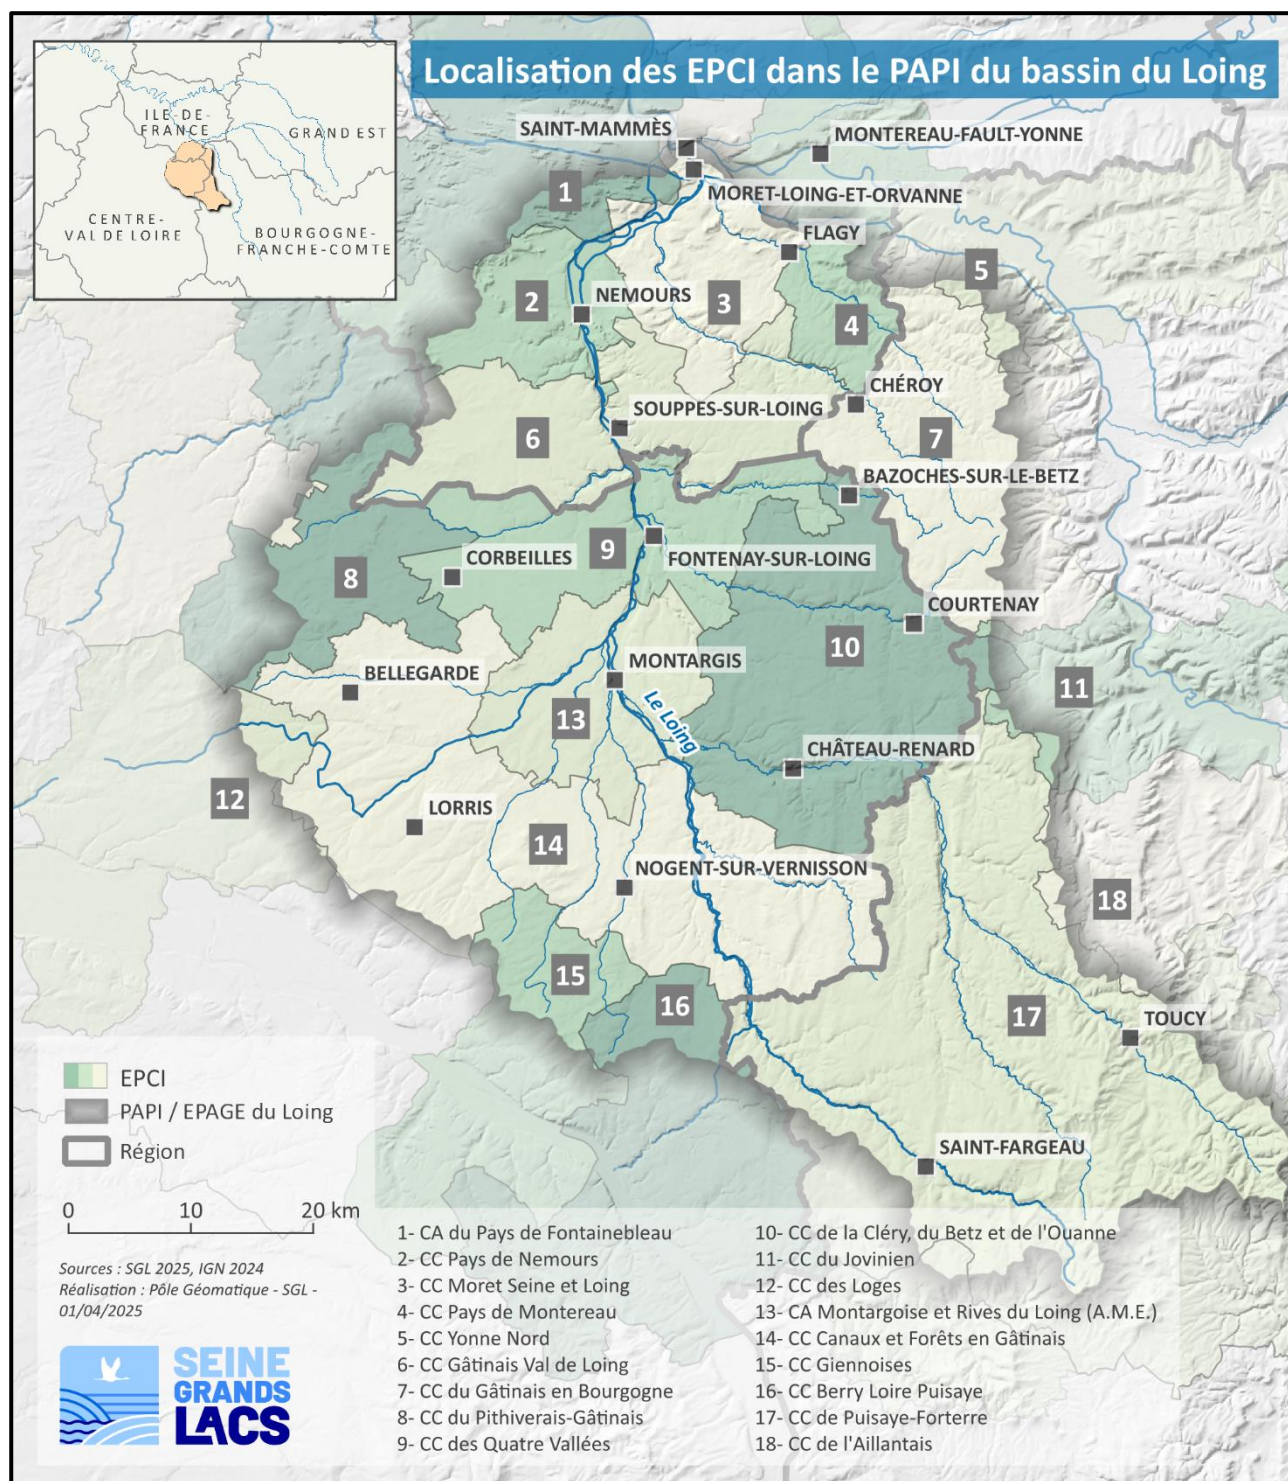 Localisation des EPCI dans le PAPI du bassin du Loing
ILE-DE-
FRANCE
GRAND EST
CENTRE-
VAL DE LOIRE
BOURGOGNE-
FRANCHE-COMTE
SAINT-MAMMÈS
MONTEREAU-FAULT-YONNE
1
MORET-LOING-ET-ORVANNE
FLAGY
5
2
NEMOURS
3
4
CHÉROY
SOUPPES-SUR-LOING
6
7
BAZOCHES-SUR-LE-BETZ
9
FONTENAY-SUR-LOING
CORBEILLES
8
COURTENAY
10
MONTARGIS
BELLEGARDE
11
Le Loing
13
CHÂTEAU-RENARD
12
LORRIS
14
NOGENT-SUR-VERNISSON
18
15
16
17
TOUCY
SAINT-FARGEAU
EPCI
PAPI / EPAGE du Loing
Région
0 10 20 km
Sources : SGL 2025, IGN 2024
Réalisation : Pôle Géomatique - SGL -
01/04/2025
SEINE
GRANDS
LACS
1- CA du Pays de Fontainebleau
2- CC Pays de Nemours
3- CC Moret Seine et Loing
4- CC Pays de Montereau
5- CC Yonne Nord
6- CC Gâtinais Val de Loing
7- CC du Gâtinais en Bourgogne
8- CC du Pithiverais-Gâtinais
9- CC des Quatre Vallées
10- CC de la Cléry, du Betz et de l'Ouanne
11- CC du Jovinien
12- CC des Loges
13- CA Montargoise et Rives du Loing (A.M.E.)
14- CC Canaux et Forêts en Gâtinais
15- CC Giennoises
16- CC Berry Loire Puisaye
17- CC de Puisaye-Forterre
18- CC de l'Aillantais